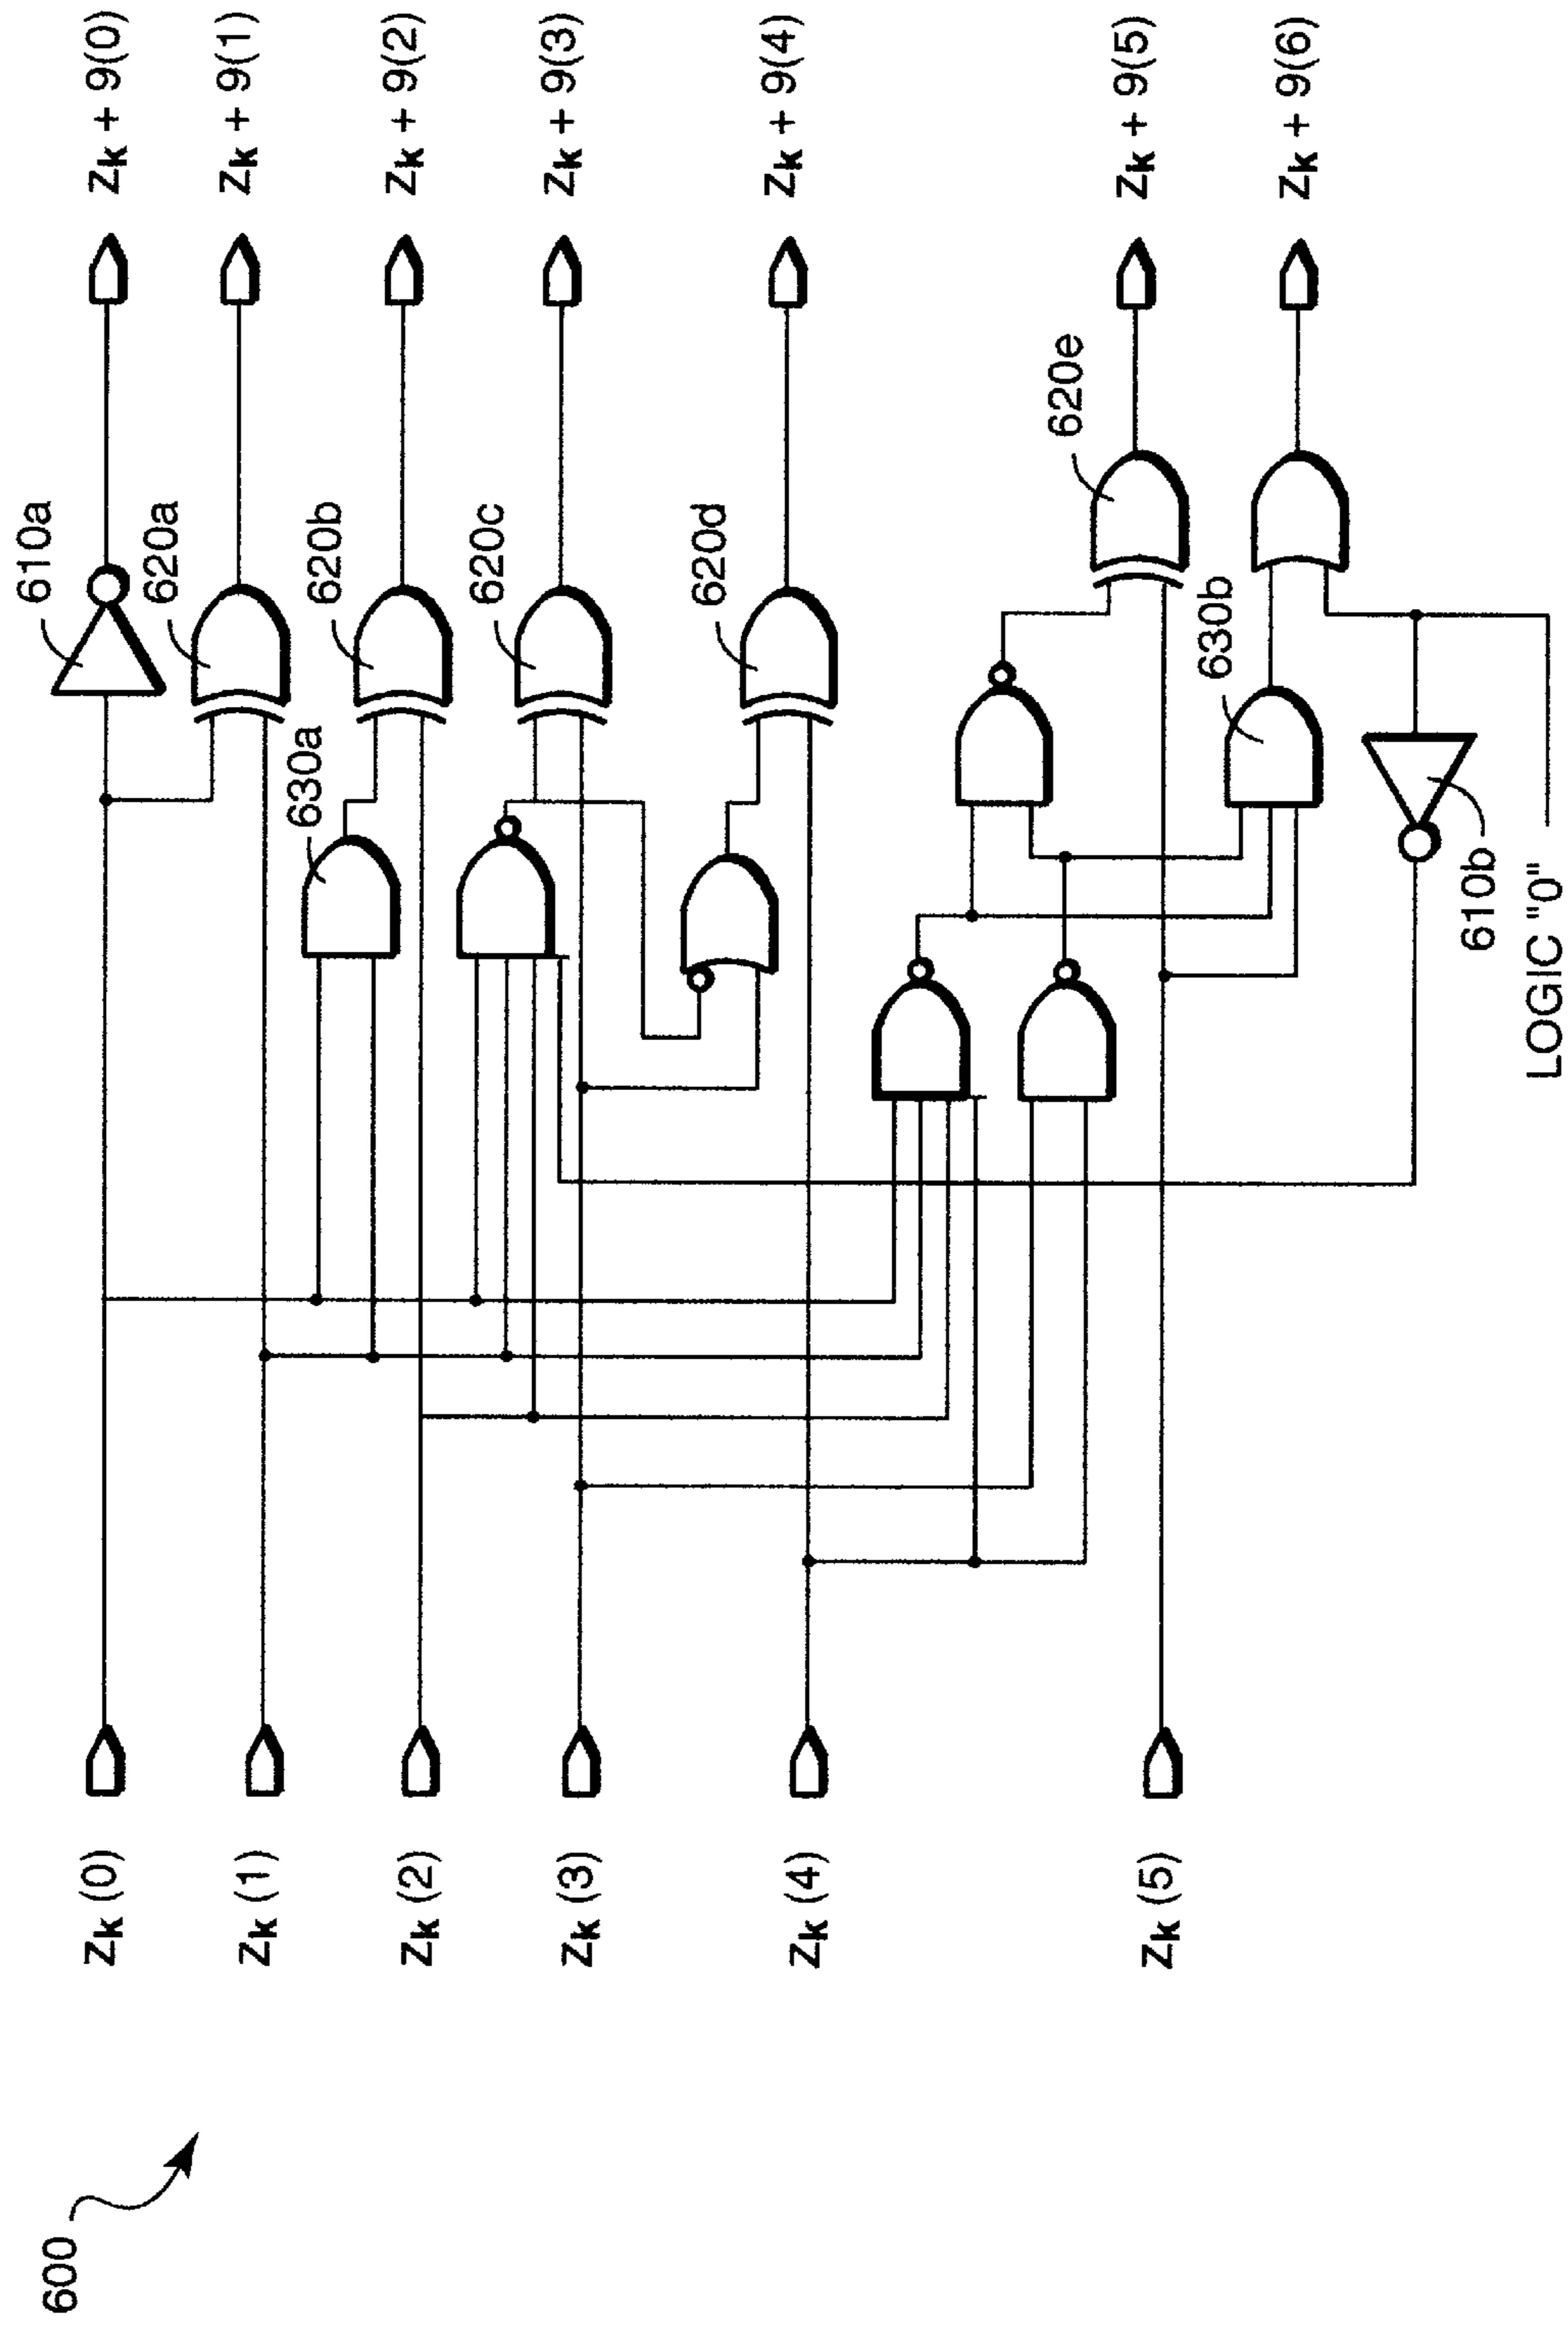 600
Zk (0)
Zk (1)
Zk (2)
Zk (3)
Zk (4)
Zk (5)
610a
620a
630a
620b
620c
620d
620e
630b
610b
LOGIC "0"
Zk + 9(0)
Zk + 9(1)
Zk + 9(2)
Zk + 9(3)
Zk + 9(4)
Zk + 9(5)
Zk + 9(6)